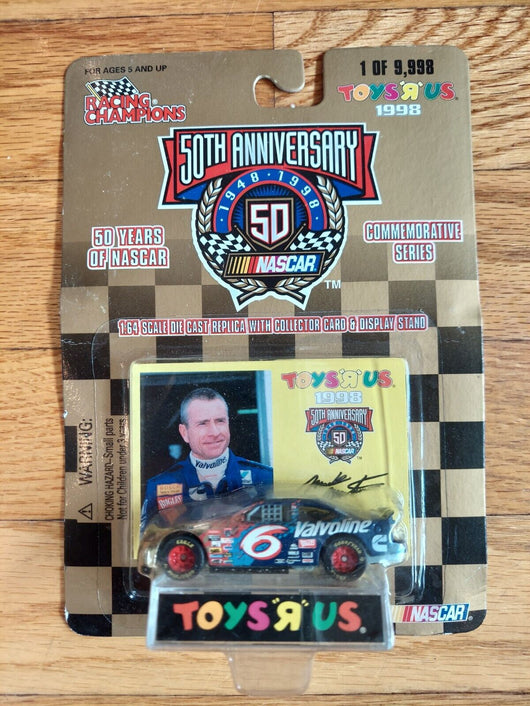 FOR AGES 5 AND UP
1 OF 9,998
RACING CHAMPIONS
TOYS "R" US
1998
50TH ANNIVERSARY
1948 · 1998
50
NASCAR
TM
50 YEARS
OF NASCAR
COMMEMORATIVE
SERIES
1:64 SCALE DIE CAST REPLICA WITH COLLECTOR CARD & DISPLAY STAND
WARNING:
CHOKING HAZARD-Small parts
Not for Children under 3 years
TOYS "R" US
1998
50TH ANNIVERSARY
50
NASCAR
Valvoline
EAGLE
6
Valvoline
TOYS "R" US
NASCAR